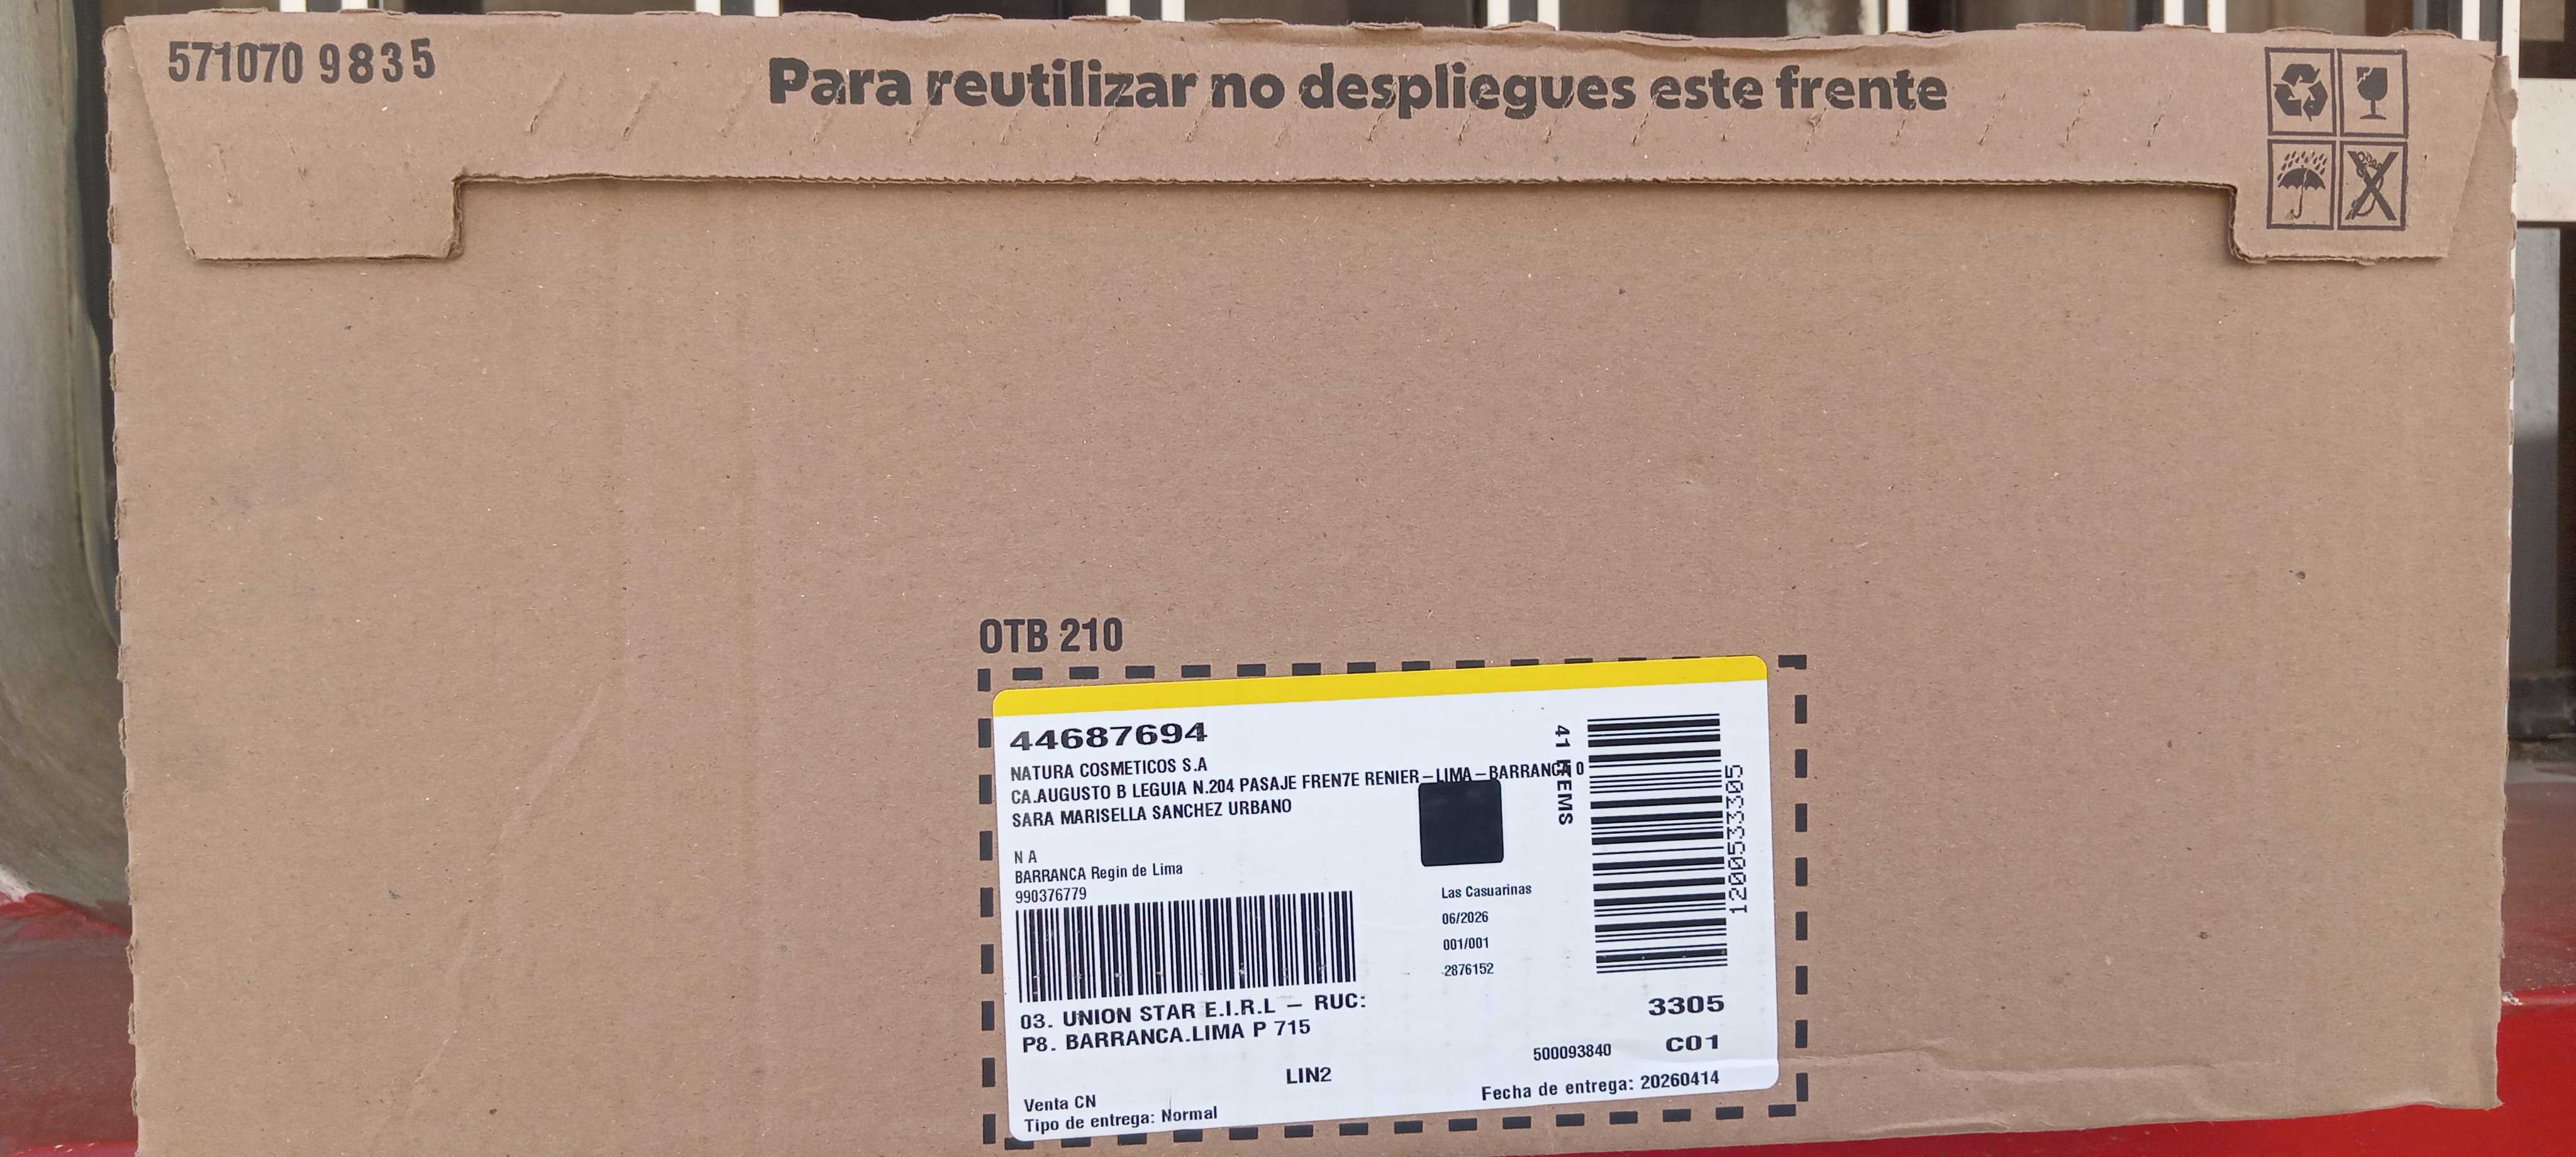 571070 9835
Para reutilizar no despliegues este frente
OTB 210
44687694
NATURA COSMETICOS S.A
CA.AUGUSTO B LEGUIA N.204 PASAJE FREN7E RENIER-LIMA-BARRANCA 0
SARA MARISELLA SANCHEZ URBANO
N A
BARRANCA Regin de Lima
990376779
41 ITEMS
1200533305
Las Casuarinas
06/2026
001/001
2876152
03. UNION STAR E.I.R.L - RUC:
P8. BARRANCA.LIMA P 715
3305
500093840 C01
LIN2
Venta CN
Tipo de entrega: Normal
Fecha de entrega: 20260414